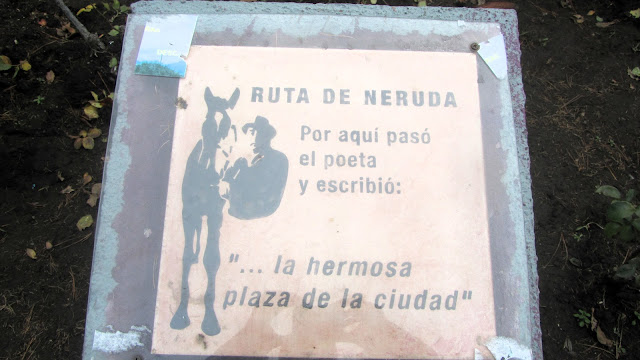 RUTA DE NERUDA
Por aquí pasó
el poeta
y escribió:
"... la hermosa
plaza de la ciudad"